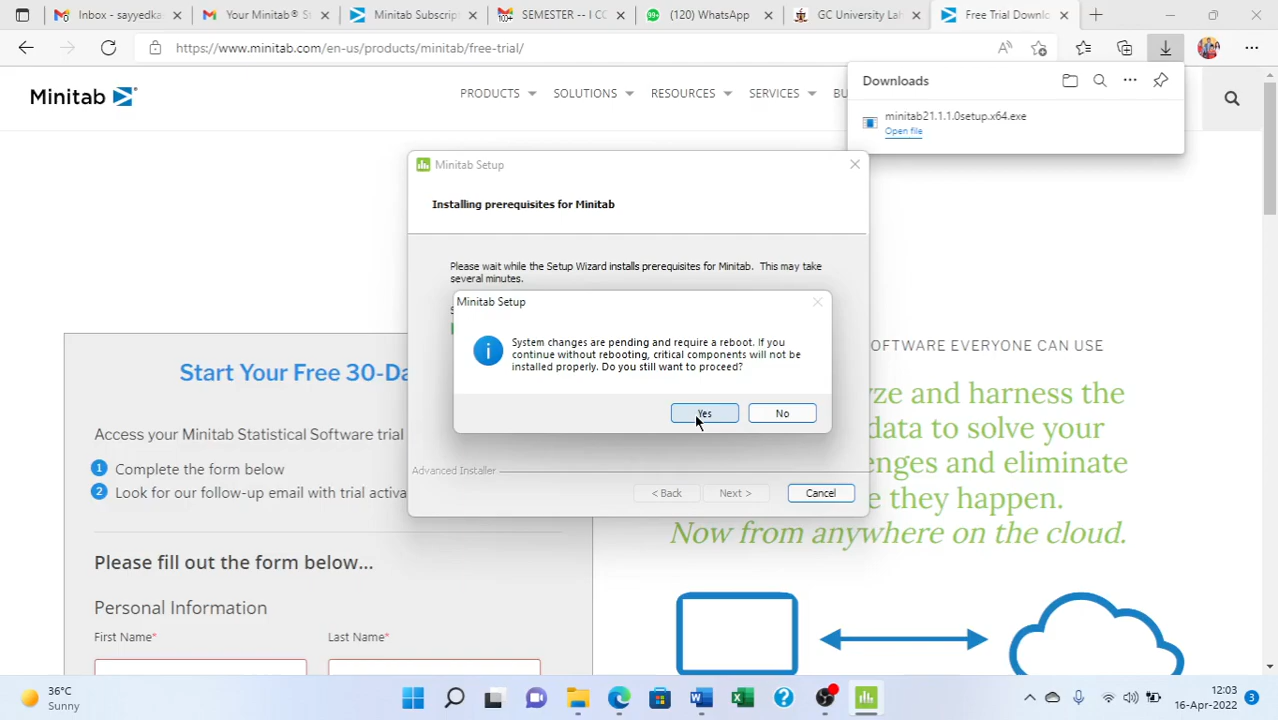 Inbox - sayyedka
Your Minitab® S
Minitab Subscrip
SEMESTER -- I CC
(120) WhatsApp
GC University Lah
Free Trial Downlo
https://www.minitab.com/en-us/products/minitab/free-trial/
Minitab
PRODUCTS
SOLUTIONS
RESOURCES
SERVICES
BU
Downloads
minitab21.1.1.0setup.x64.exe
Open file
Minitab Setup
Installing prerequisites for Minitab
Please wait while the Setup Wizard installs prerequisites for Minitab. This may take
several minutes.
Minitab Setup
System changes are pending and require a reboot. If you
continue without rebooting, critical components will not be
installed properly. Do you still want to proceed?
Yes
No
Advanced Installer
< Back
Next >
Cancel
Start Your Free 30-Da
Access your Minitab Statistical Software trial
1 Complete the form below
2 Look for our follow-up email with trial activa
Please fill out the form below...
Personal Information
First Name*
Last Name*
OFTWARE EVERYONE CAN USE
yze and harness the
data to solve your
enges and eliminate
e they happen.
Now from anywhere on the cloud.
36°C
Sunny
12:03
16-Apr-2022
3